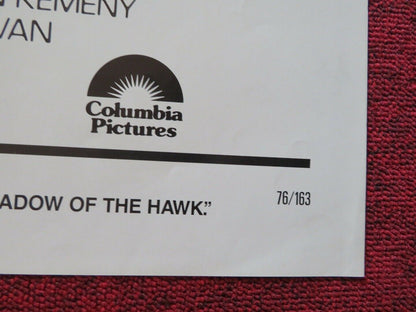 KEMENY
VAN
Columbia
Pictures
ADOW OF THE HAWK."
76/163